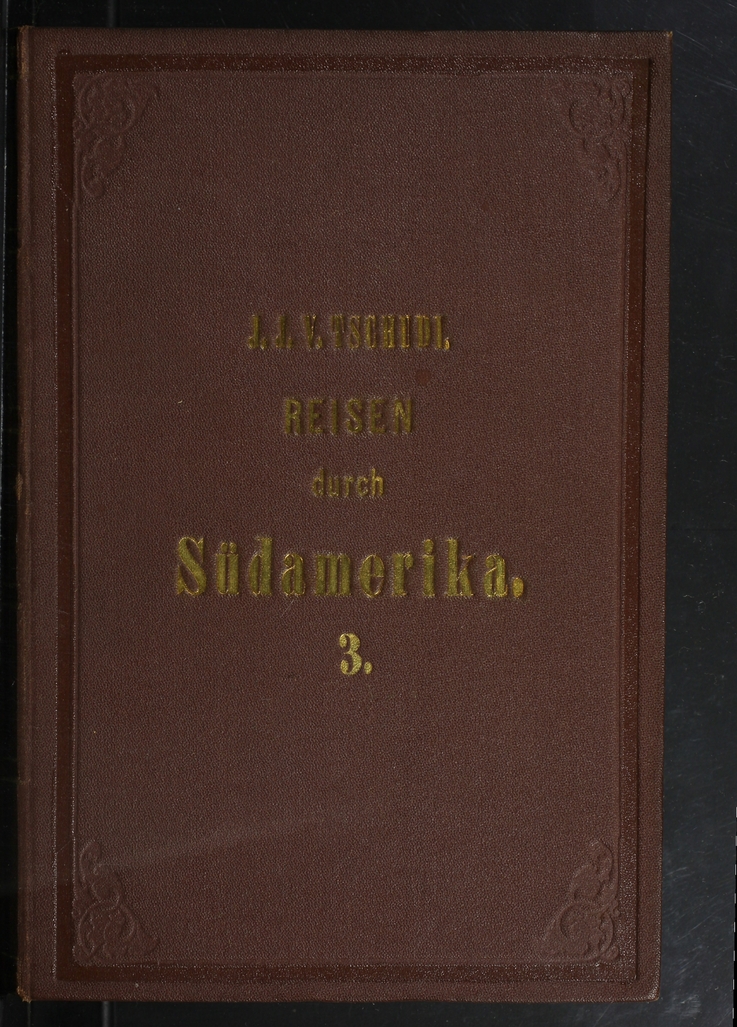 J. J. V. TSCHUDI,
REISEN
durch
Südamerika.
3.